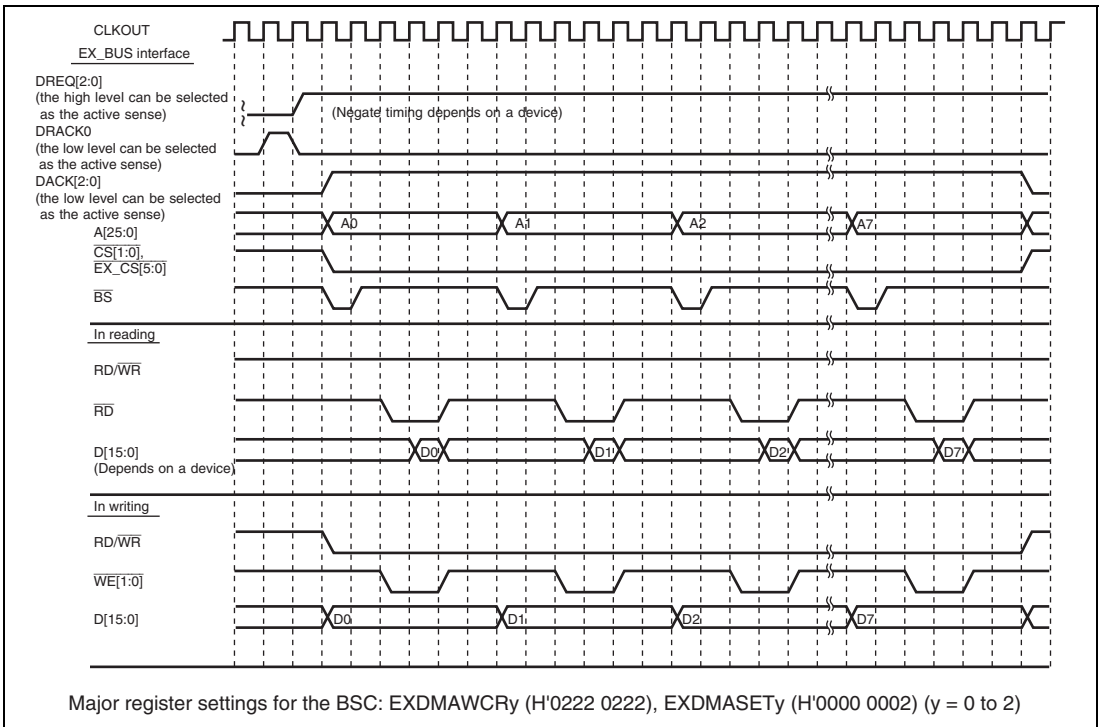 CLKOUT
EX_BUS interface
DREQ[2:0]
(the high level can be selected
as the active sense)
(Negate timing depends on a device)
DRACK0
(the low level can be selected
as the active sense)
DACK[2:0]
(the low level can be selected
as the active sense)
A[25:0]
A0 A1 A2 A7
CS[1:0],
EX_CS[5:0]
BS
In reading
RD/WR
RD
D[15:0]
(Depends on a device)
D0 D1 D2 D7
In writing
RD/WR
WE[1:0]
D[15:0]
D0 D1 D2 D7
Major register settings for the BSC: EXDMAWCRy (H'0222 0222), EXDMASETy (H'0000 0002) (y = 0 to 2)